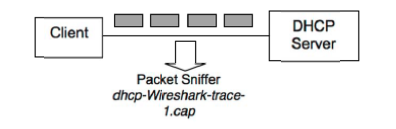 Client
DHCP
Server
Packet Sniffer
dhcp-Wireshark-trace-
1.cap